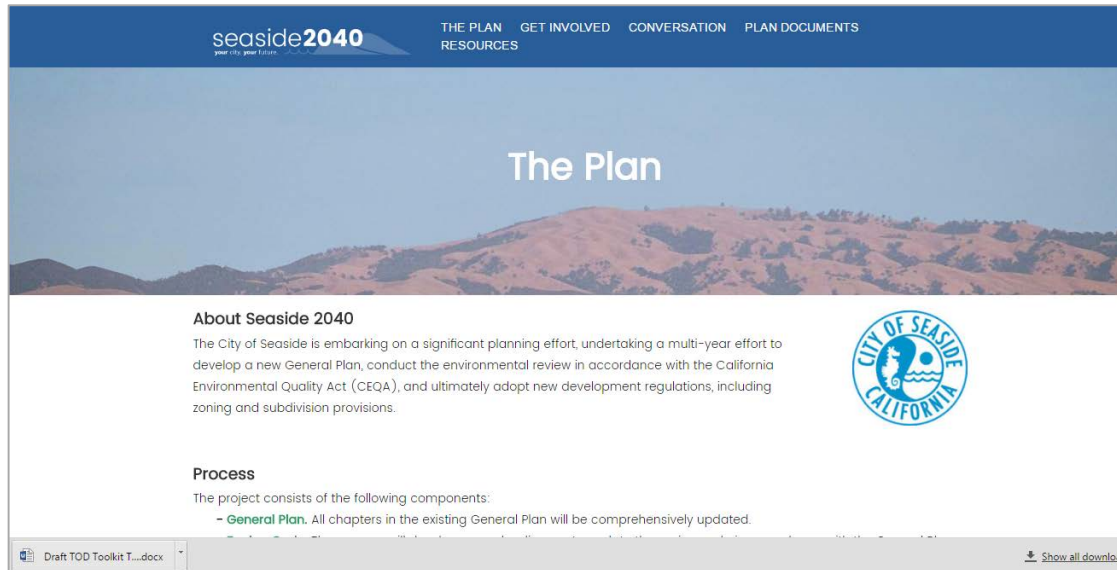 seaside2040
your city. your future.
THE PLAN GET INVOLVED CONVERSATION PLAN DOCUMENTS
RESOURCES
The Plan
About Seaside 2040
The City of Seaside is embarking on a significant planning effort, undertaking a multi-year effort to
develop a new General Plan, conduct the environmental review in accordance with the California
Environmental Quality Act (CEQA), and ultimately adopt new development regulations, including
zoning and subdivision provisions.
CITY OF SEASIDE
CALIFORNIA
Process
The project consists of the following components:
- General Plan. All chapters in the existing General Plan will be comprehensively updated.
Draft TOD Toolkit T....docx
Show all downlo